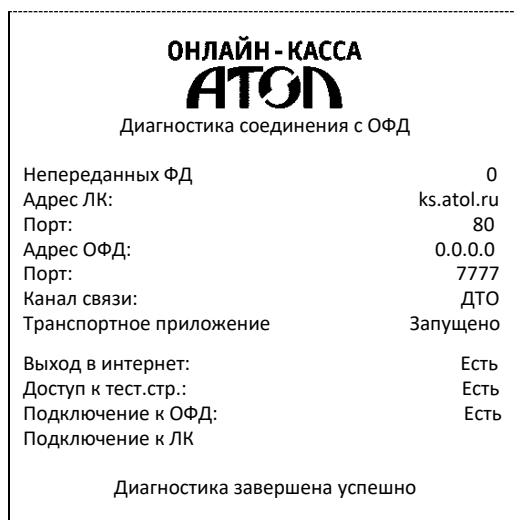 ОНЛАЙН-КАССА
АТОЛ
Диагностика соединения с ОФД
Непереданных ФД 0
Адрес ЛК: ks.atol.ru
Порт: 80
Адрес ОФД: 0.0.0.0
Порт: 7777
Канал связи: ДТО
Транспортное приложение Запущено
Выход в интернет: Есть
Доступ к тест.стр.: Есть
Подключение к ОФД: Есть
Подключение к ЛК
Диагностика завершена успешно